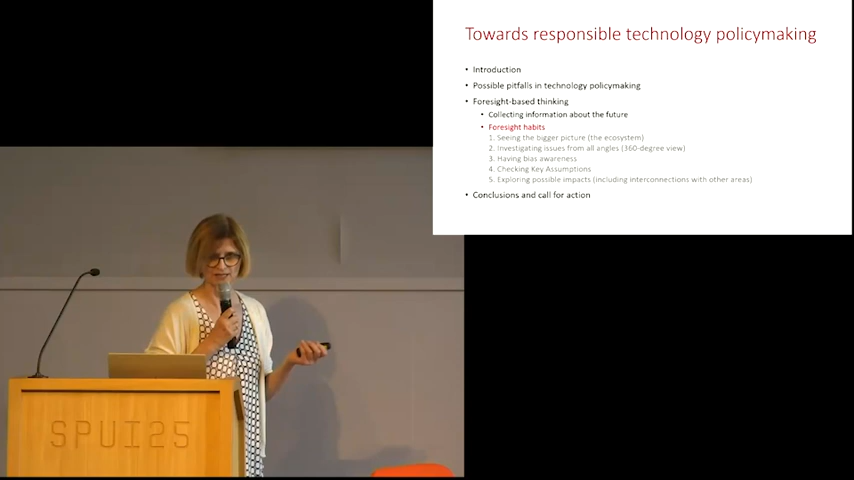 Towards responsible technology policymaking
• Introduction
• Possible pitfalls in technology policymaking
• Foresight-based thinking
• Collecting information about the future
• Foresight habits
1. Seeing the bigger picture (the ecosystem)
2. Investigating issues from all angles (360-degree view)
3. Having bias awareness
4. Checking Key Assumptions
5. Exploring possible impacts (including interconnections with other areas)
• Conclusions and call for action
SPUI25